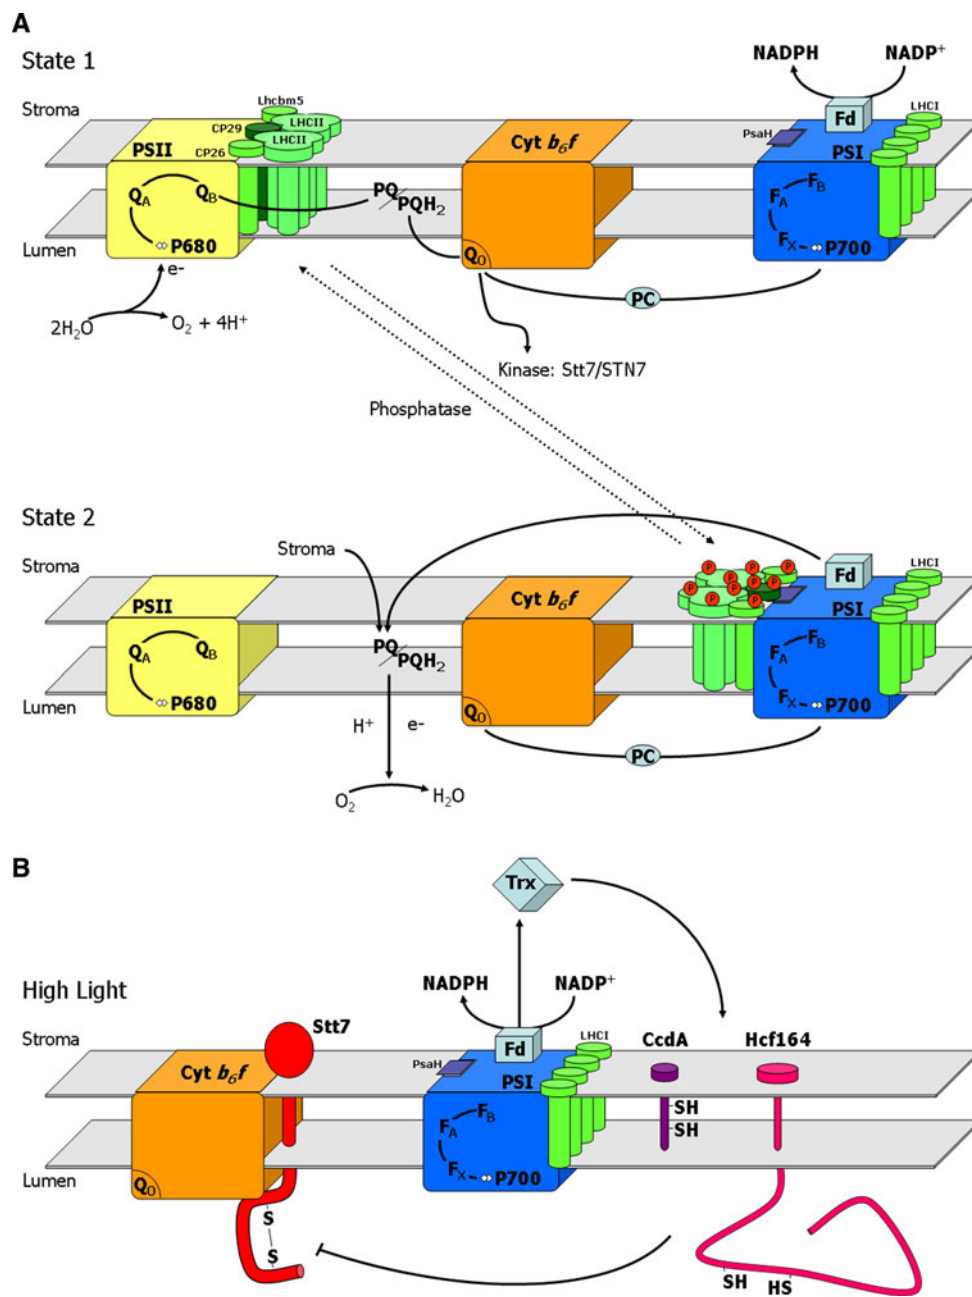 A
State 1
NADPH NADP+
Stroma
Lhcbm5
LHCI
CP29
LHCII
LHCII
CP26
PSII
Cyt b6f
Fd
PsaH
PSI
QA QB
PQ
PQH2
FA FB
FX P700
P680
Lumen
Q0
e-
PC
2H2O
O2 + 4H+
Kinase: Stt7/STN7
Phosphatase
State 2
Stroma
Stroma
P P P P P P P P P
LHCI
PSII
Cyt b6f
Fd
PSI
QA QB
PQ
PQH2
FA FB
FX P700
P680
Lumen
Q0
H+ e-
PC
O2 H2O
B
Trx
High Light
NADPH NADP+
Stroma
Stt7
Fd
LHCI
CcdA
Hcf164
Cyt b6f
PsaH
PSI
SH
SH
FA FB
FX P700
Lumen
Q0
S
S
SH HS